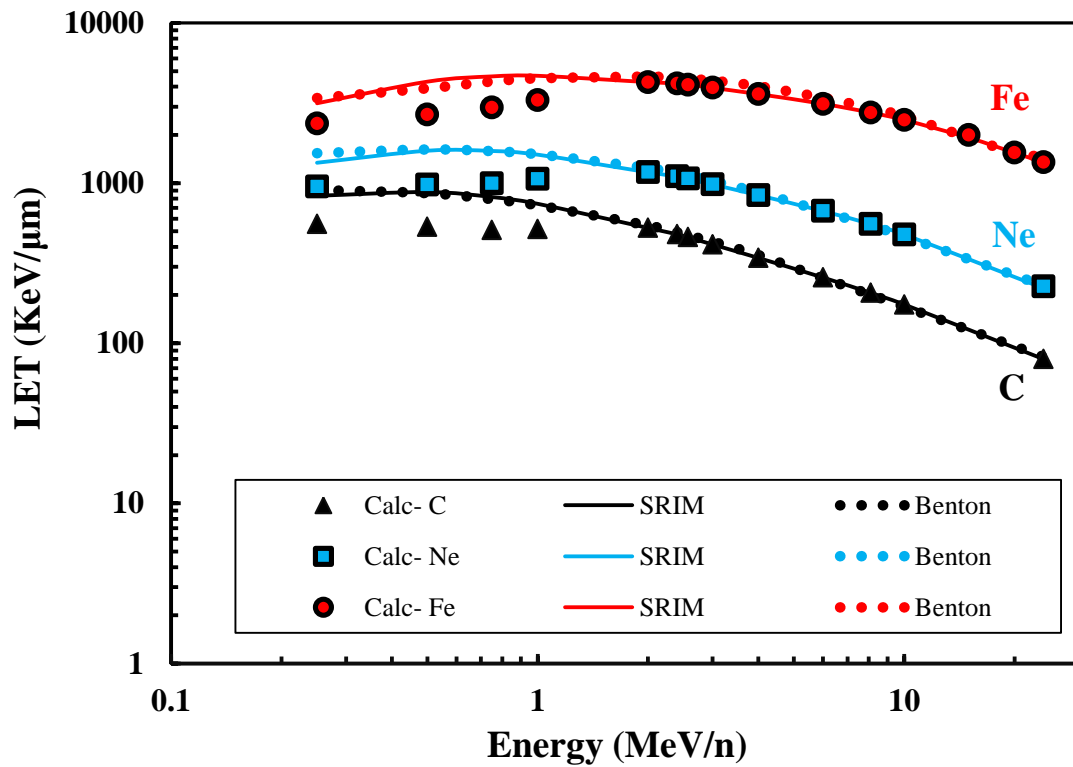 10000
1000
100
10
1
LET (KeV/μm)
Fe
Ne
C
Calc- C SRIM Benton
Calc- Ne SRIM Benton
Calc- Fe SRIM Benton
0.1 1 10
Energy (MeV/n)